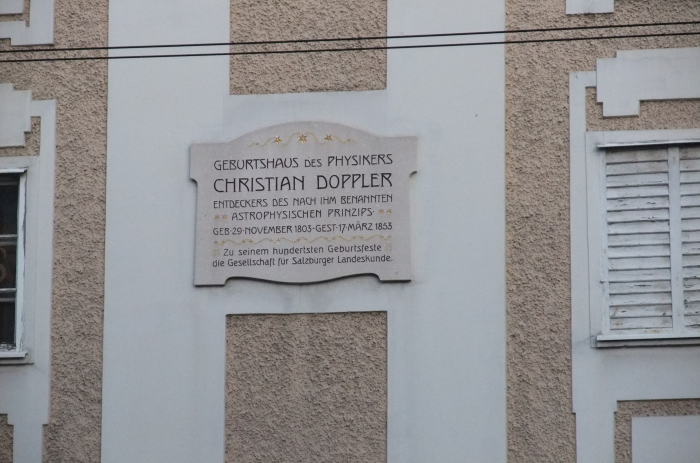 GEBURTSHAUS DES PHYSIKERS
CHRISTIAN DOPPLER
ENTDECKERS DES NACH IHM BENANNTEN
ASTROPHYSISCHEN PRINZIPS·
GEB·29·NOVEMBER 1803·GEST·17·MÄRZ 1853
Zu seinem hundertsten Geburtsfeste
die Gesellschaft für Salzburger Landeskunde.